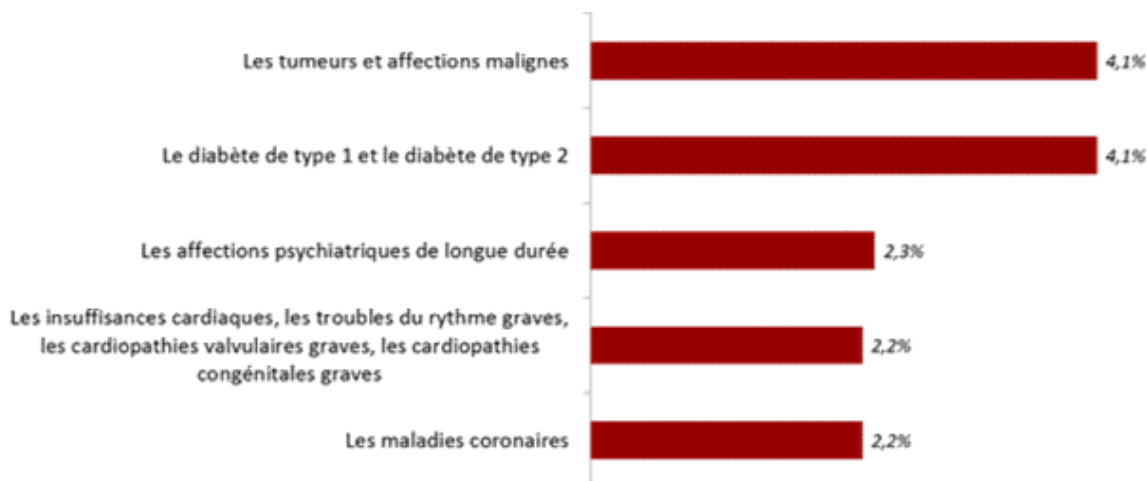 Les tumeurs et affections malignes
4,1%
Le diabète de type 1 et le diabète de type 2
4,1%
Les affections psychiatriques de longue durée
2,3%
Les insuffisances cardiaques, les troubles du rythme graves,
les cardiopathies valvulaires graves, les cardiopathies
congénitales graves
2,2%
Les maladies coronaires
2,2%